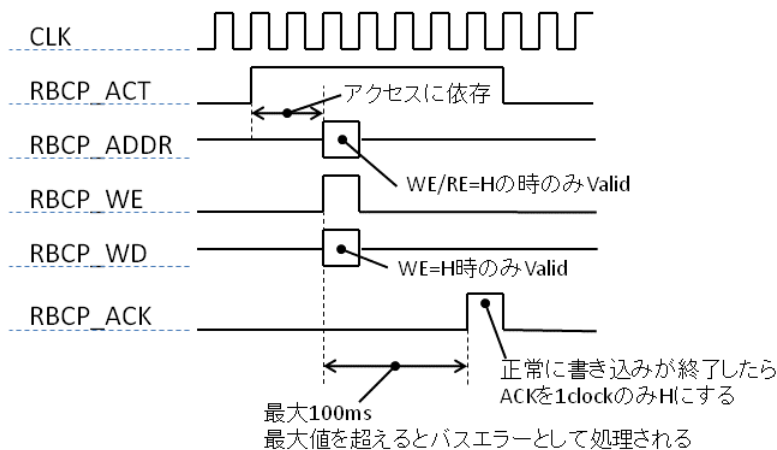 CLK
RBCP_ACT
アクセスに依存
RBCP_ADDR
WE/RE=Hの時のみValid
RBCP_WE
RBCP_WD
WE=H時のみValid
RBCP_ACK
正常に書き込みが終了したら
ACKを1clockのみHにする
最大100ms
最大値を超えるとバスエラーとして処理される